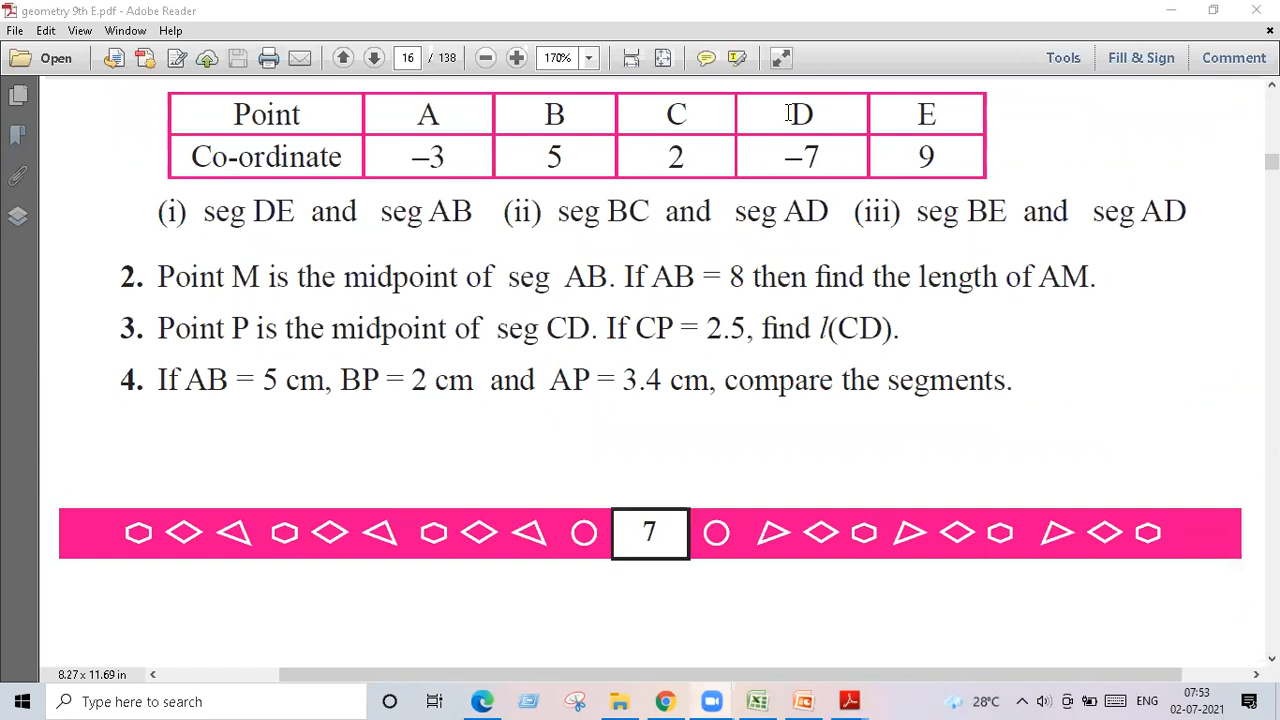 geometry 9th E.pdf - Adobe Reader
File Edit View Window Help
Open 16 / 138 170% Tools Fill & Sign Comment
Point A B C D E
Co-ordinate –3 5 2 –7 9
(i) seg DE and seg AB (ii) seg BC and seg AD (iii) seg BE and seg AD
2. Point M is the midpoint of seg AB. If AB = 8 then find the length of AM.
3. Point P is the midpoint of seg CD. If CP = 2.5, find l(CD).
4. If AB = 5 cm, BP = 2 cm and AP = 3.4 cm, compare the segments.
7
8.27 x 11.69 in
Type here to search 28°C ENG 07:53
02-07-2021